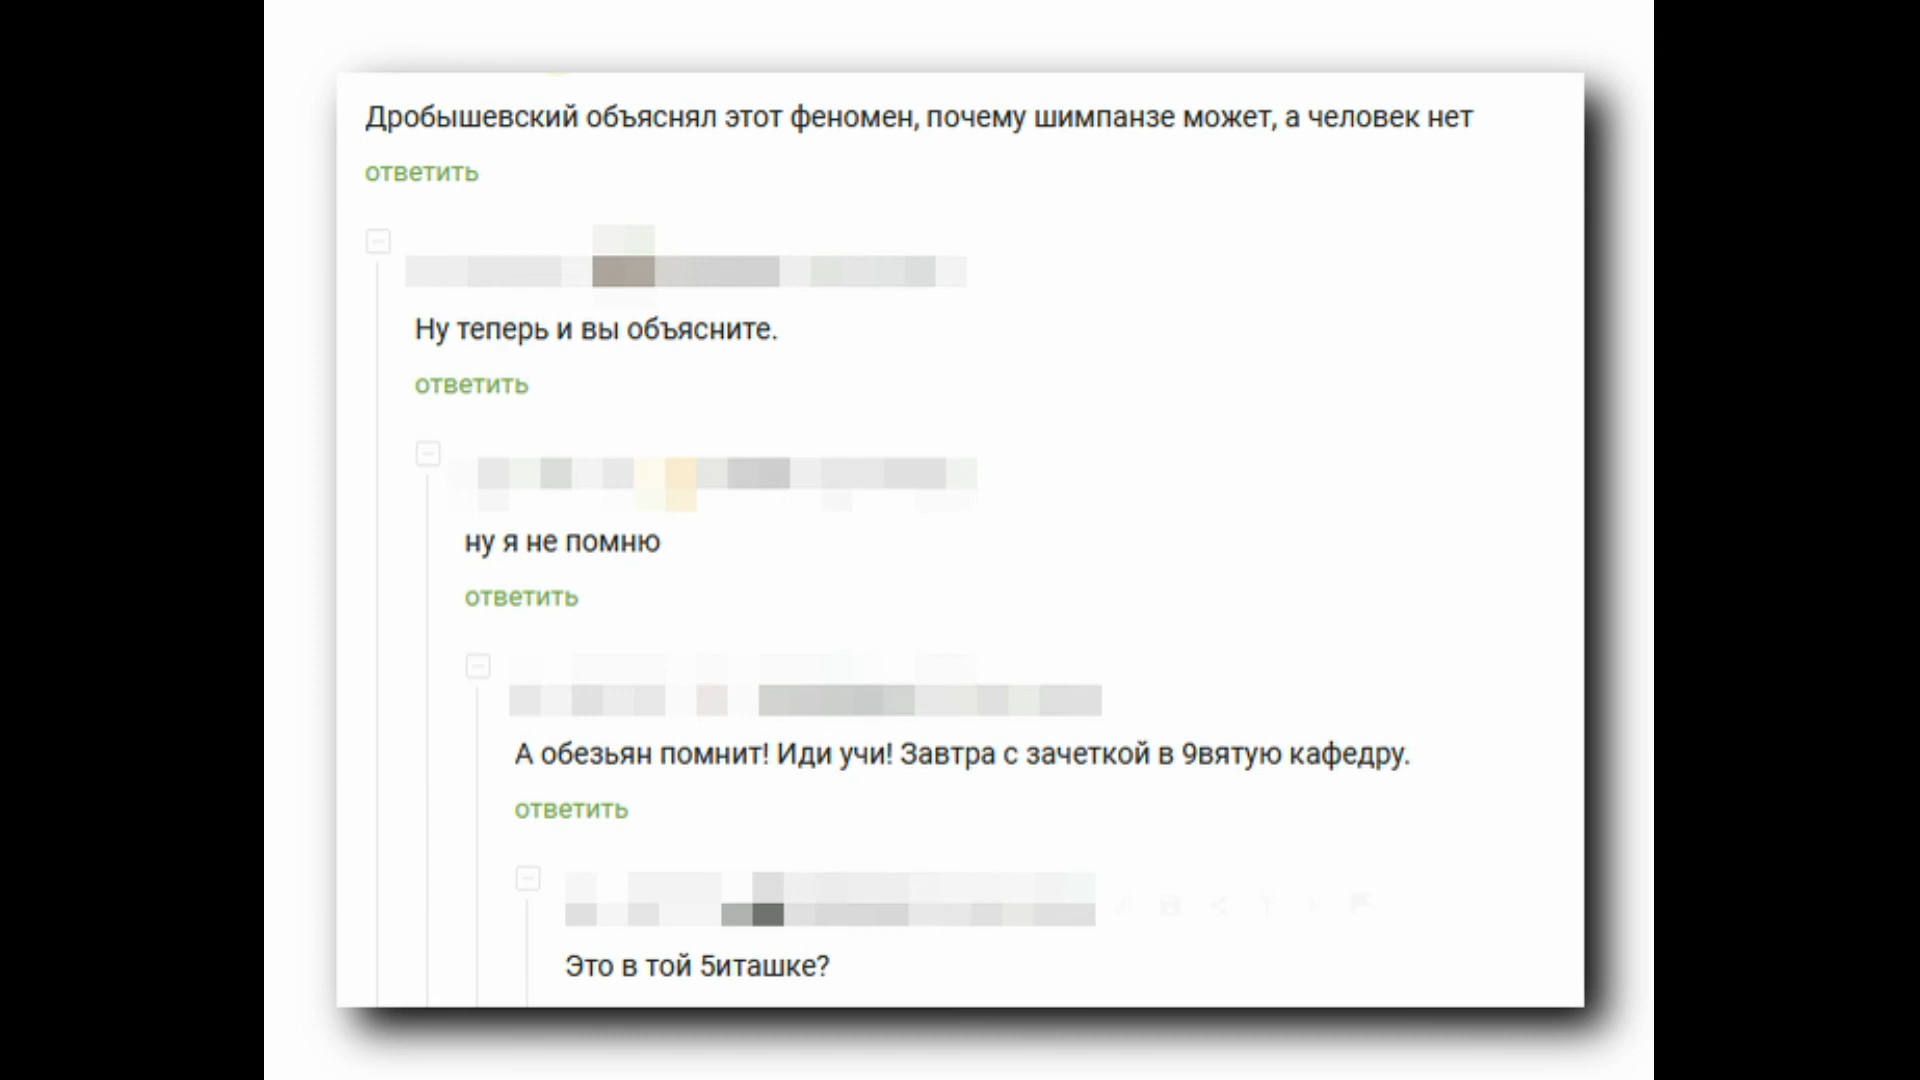 Дробышевский объяснял этот феномен, почему шимпанзе может, а человек нет
ответить
Ну теперь и вы объясните.
ответить
ну я не помню
ответить
А обезьян помнит! Иди учи! Завтра с зачеткой в 9вятую кафедру.
ответить
Это в той 5иташке?